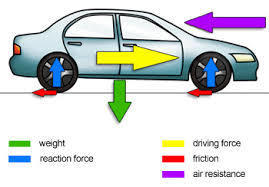 weight
driving force
reaction force
friction
air resistance